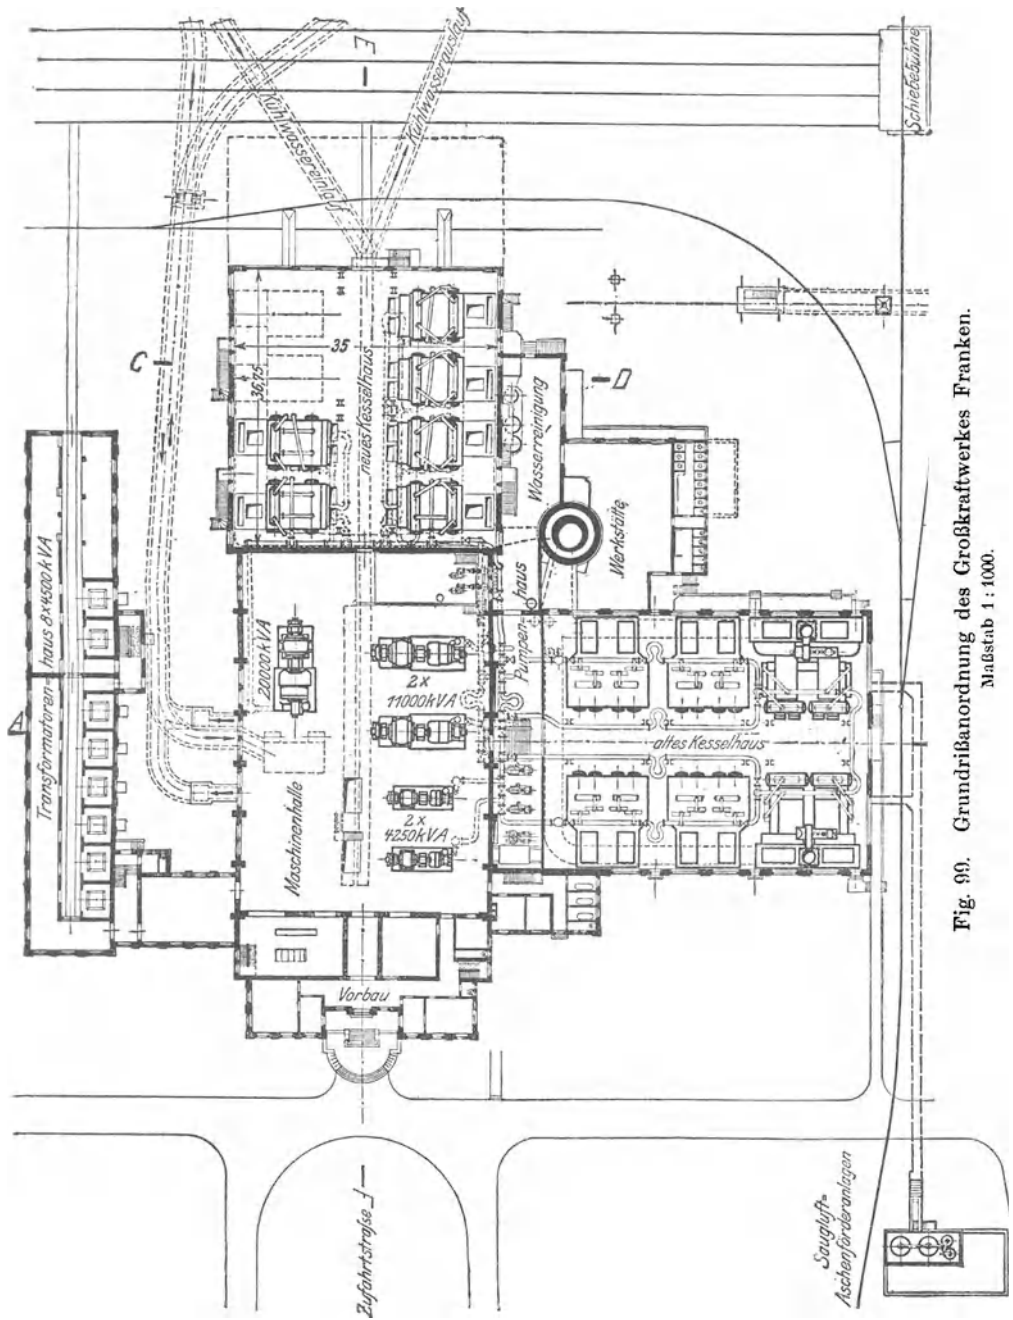 Kühlwassereinlauf
Kühlwasserauslauf
Schiebebühne
C
35
36,75
neues Kesselhaus
D
Wasserreinigung
Werkstätte
Pumpen-
haus
Transformatoren-
haus 8×4500 kVA
A
20000 kVA
2×
11000 kVA
altes Kesselhaus
2×
4250 kVA
Maschinenhalle
Vorbau
Zufahrtstraße
Saugluft=
Aschenförderanlagen
Fig. 99. Grundrißanordnung des Großkraftwerkes Franken.
Maßstab 1 : 1000.